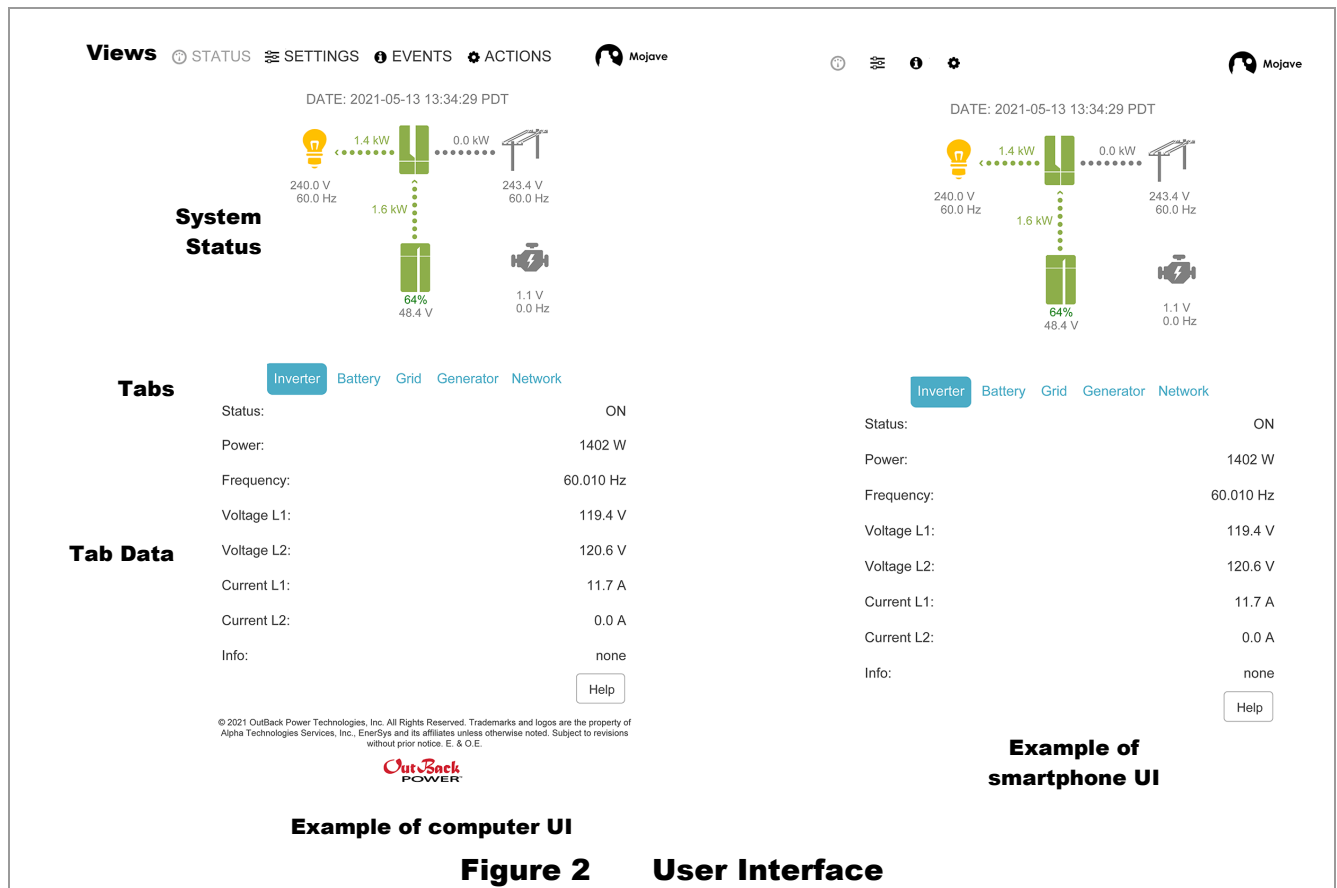 Views
STATUS SETTINGS EVENTS ACTIONS
Mojave
DATE: 2021-05-13 13:34:29 PDT
1.4 kW
0.0 kW
240.0 V
60.0 Hz
243.4 V
60.0 Hz
1.6 kW
System
Status
64%
48.4 V
1.1 V
0.0 Hz
Tabs
Inverter Battery Grid Generator Network
Tab Data
Status: ON
Power: 1402 W
Frequency: 60.010 Hz
Voltage L1: 119.4 V
Voltage L2: 120.6 V
Current L1: 11.7 A
Current L2: 0.0 A
Info: none
Help
© 2021 OutBack Power Technologies, Inc. All Rights Reserved. Trademarks and logos are the property of
Alpha Technologies Services, Inc., EnerSys and its affiliates unless otherwise noted. Subject to revisions
without prior notice. E. & O.E.
OutBack
POWER
Example of computer UI
Mojave
DATE: 2021-05-13 13:34:29 PDT
1.4 kW
0.0 kW
240.0 V
60.0 Hz
243.4 V
60.0 Hz
1.6 kW
64%
48.4 V
1.1 V
0.0 Hz
Inverter Battery Grid Generator Network
Status: ON
Power: 1402 W
Frequency: 60.010 Hz
Voltage L1: 119.4 V
Voltage L2: 120.6 V
Current L1: 11.7 A
Current L2: 0.0 A
Info: none
Help
Example of
smartphone UI
Figure 2 User Interface